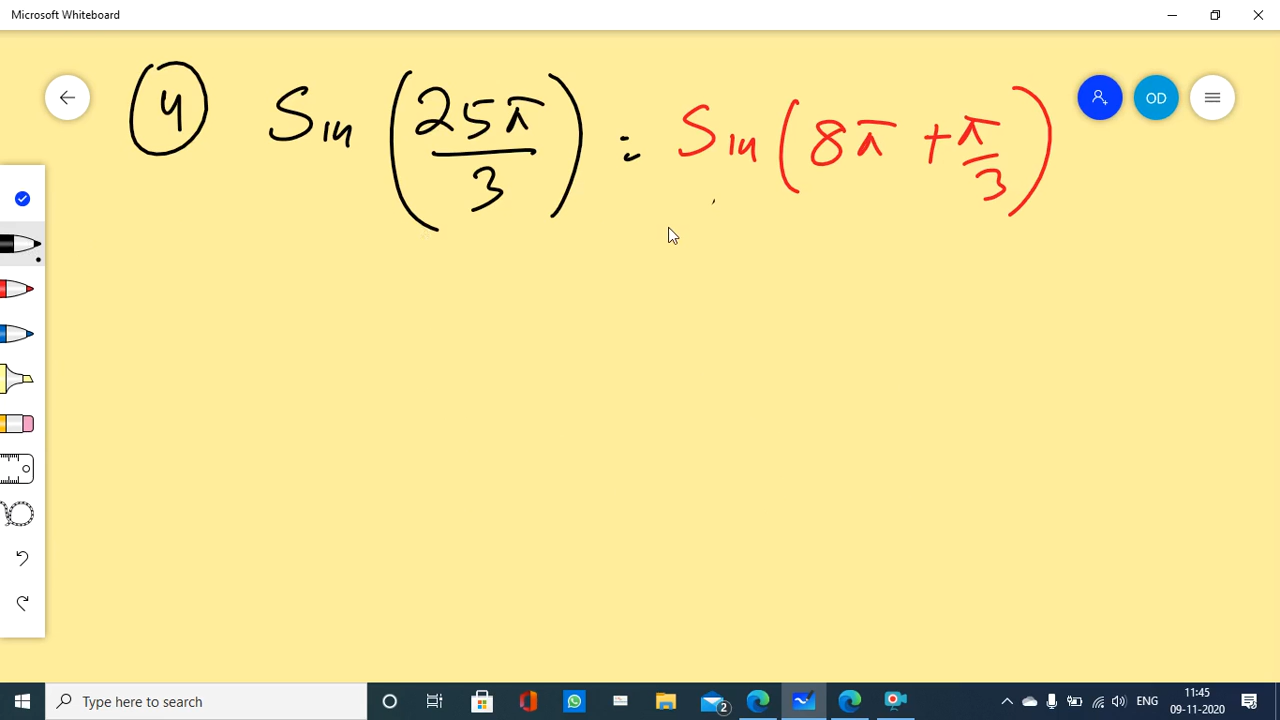 Microsoft Whiteboard
④ Sin (25π/3) = Sin (8π + π/3)
OD
Type here to search
2
ENG
11:45
09-11-2020